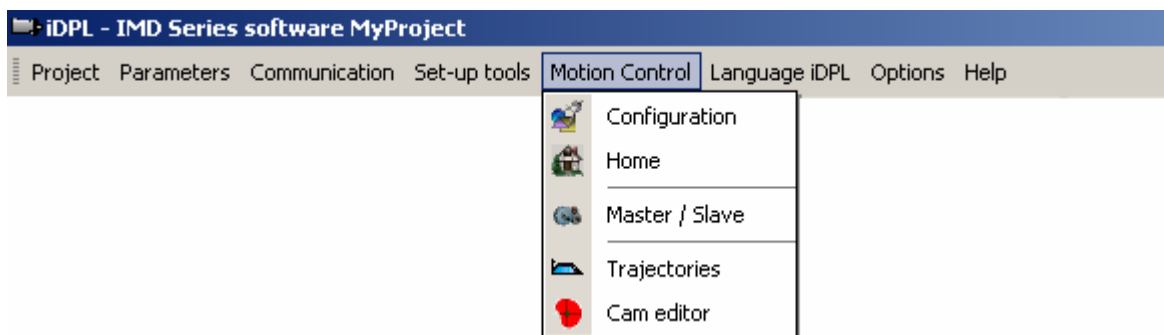 iDPL - IMD Series software MyProject
Project Parameters Communication Set-up tools Motion Control Language iDPL Options Help
Configuration
Home
Master / Slave
Trajectories
Cam editor